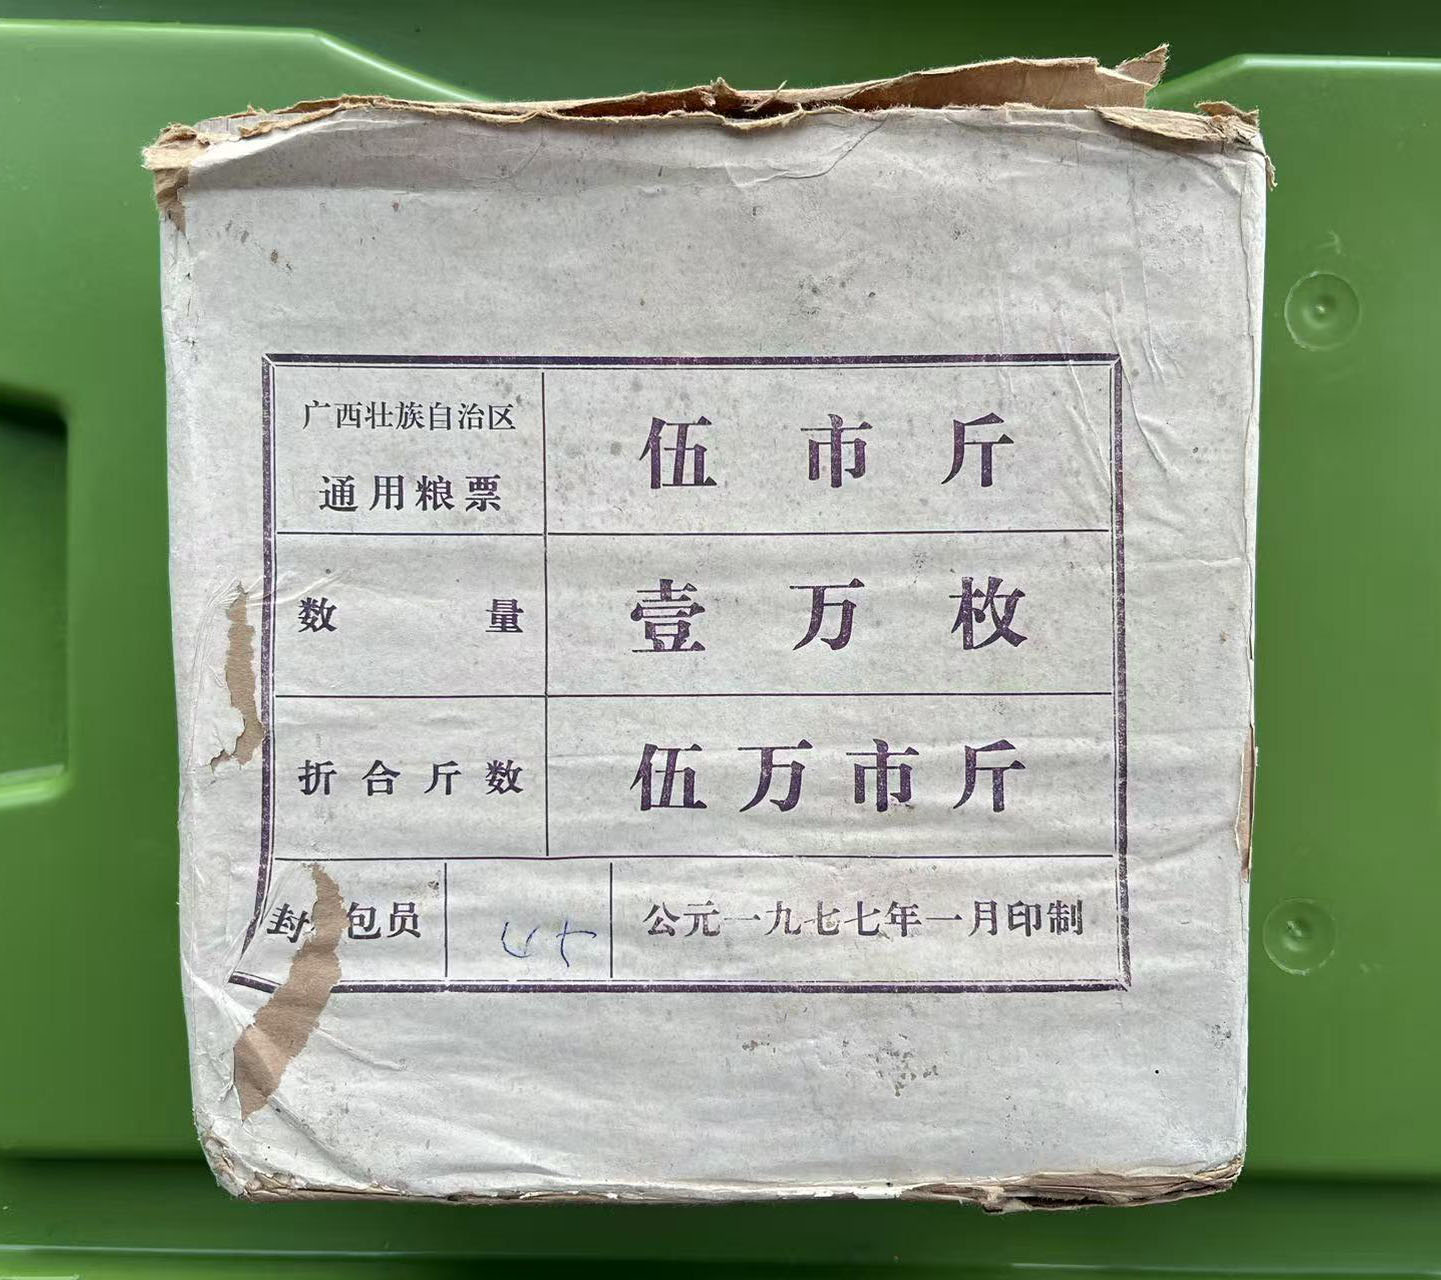 广西壮族自治区
通用粮票
伍市斤
数量
壹万枚
折合斤数
伍万市斤
封包员
公元一九七七年一月印制